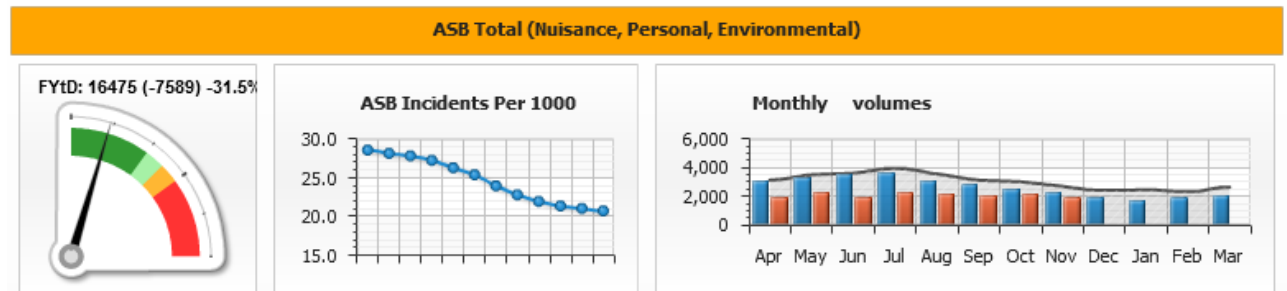 ASB Total (Nuisance, Personal, Environmental)
FYtD: 16475 (-7589) -31.5%
ASB Incidents Per 1000
30.0
25.0
20.0
15.0
Monthly volumes
6,000
4,000
2,000
0
Apr May Jun Jul Aug Sep Oct Nov Dec Jan Feb Mar